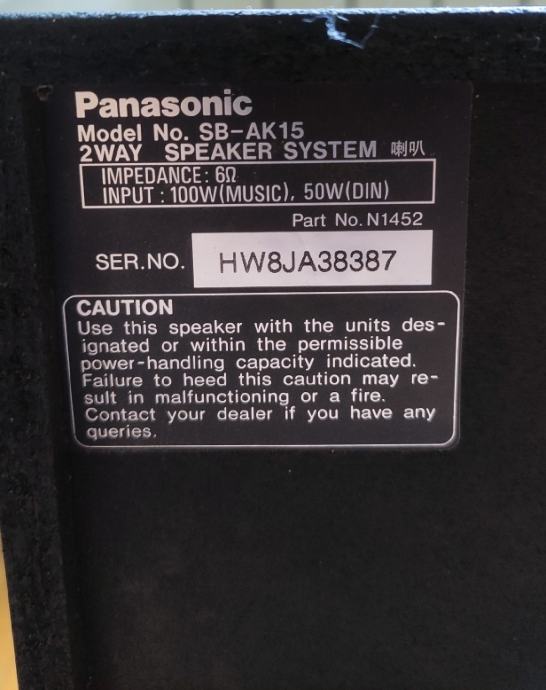 Panasonic
Model No. SB-AK15
2WAY SPEAKER SYSTEM 喇叭
IMPEDANCE: 6Ω
INPUT : 100W(MUSIC), 50W(DIN)
Part No. N1452
SER.NO. HW8JA38387
CAUTION
Use this speaker with the units des-
ignated or within the permissible
power-handling capacity indicated.
Failure to heed this caution may re-
sult in malfunctioning or a fire.
Contact your dealer if you have any
queries.